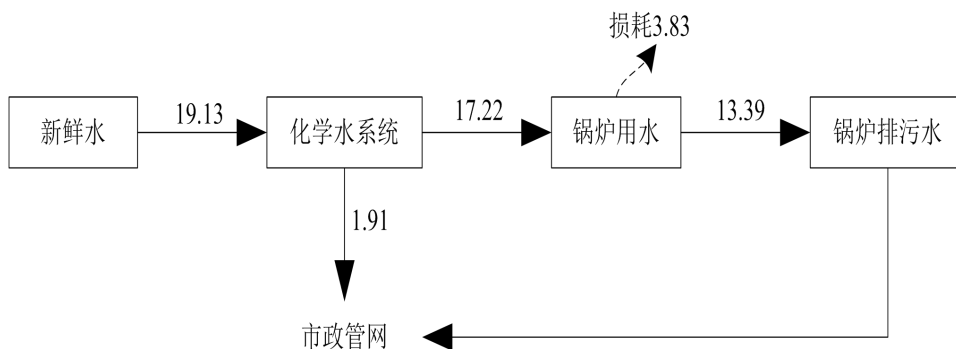 损耗3.83
新鲜水
19.13
化学水系统
17.22
锅炉用水
13.39
锅炉排污水
1.91
市政管网